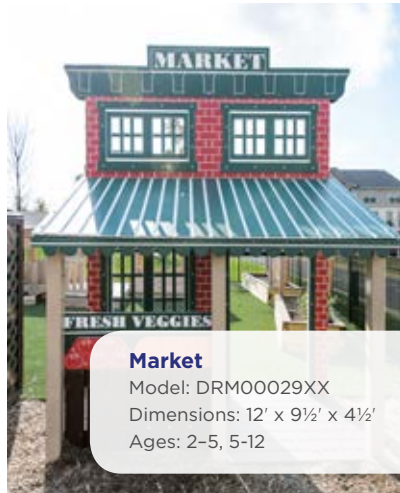 MARKET
FRESH VEGGIES
Market
Model: DRM00029XX
Dimensions: 12' x 9½' x 4½'
Ages: 2–5, 5-12